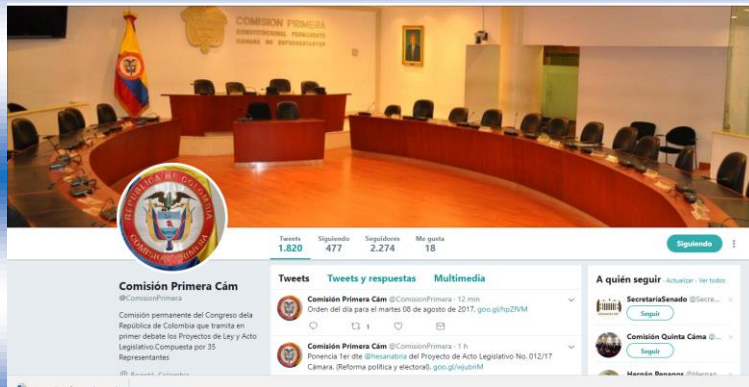 COMISION PRIMERA
CONSTITUCIONAL PERMANENTE
CAMARA DE REPRESENTANTES
REPUBLICA DE COLOMBIA
COMISION PRIMERA
Tweets Siguiendo Seguidores Me gusta
1.820 477 2.274 18
Siguiendo
Comisión Primera Cám
@ComisionPrimera
Comisión permanente del Congreso dela
República de Colombia que tramita en
primer debate los Proyectos de Ley y Acto
Legislativo.Compuesta por 35
Representantes
Bogotá, Colombia
Tweets Tweets y respuestas Multimedia
Comisión Primera Cám @ComisionPrimera · 12 min
Orden del día para el martes 08 de agosto de 2017. goo.gl/hpZfVM
1
Comisión Primera Cám @ComisionPrimera · 1 h
Ponencia 1er dte @hesanabria del Proyecto de Acto Legislativo No. 012/17
Cámara. (Reforma política y electoral). goo.gl/wjubnM
A quién seguir · Actualizar · Ver todos
SecretaríaSenado @Secre...
Seguir
Comisión Quinta Cáma @...
Seguir
Hernán Penagos @Hernan